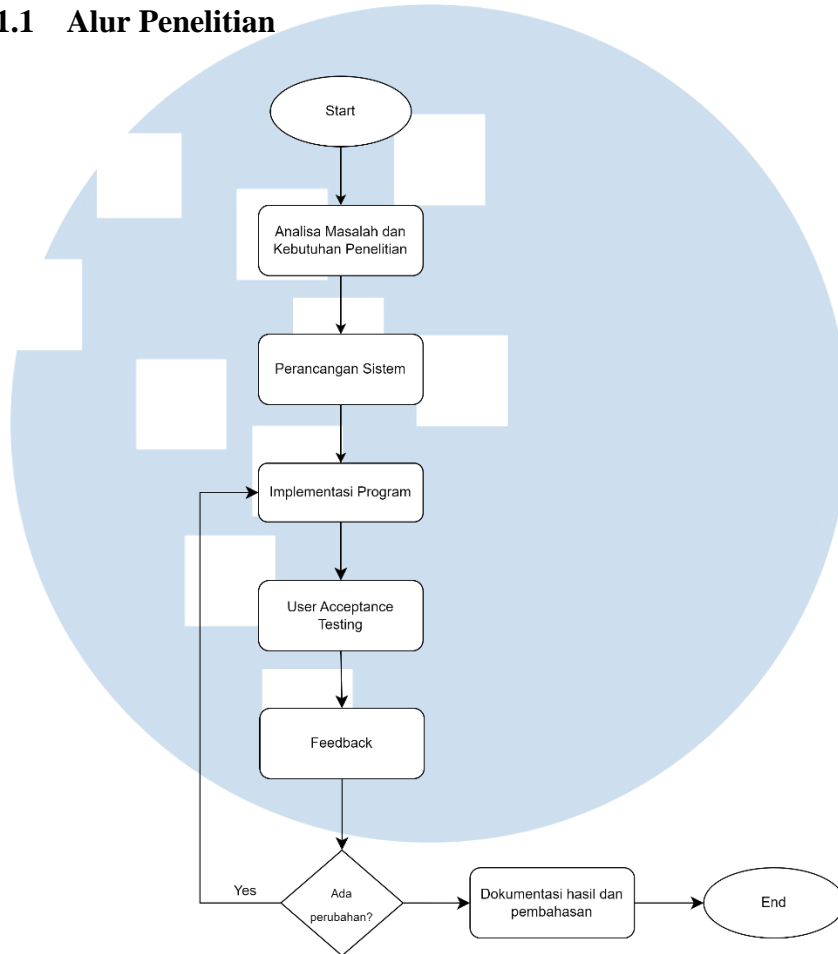 1.1 Alur Penelitian
Start
Analisa Masalah dan
Kebutuhan Penelitian
Perancangan Sistem
Implementasi Program
User Acceptance
Testing
Feedback
Yes
Ada
perubahan?
Dokumentasi hasil dan
pembahasan
End